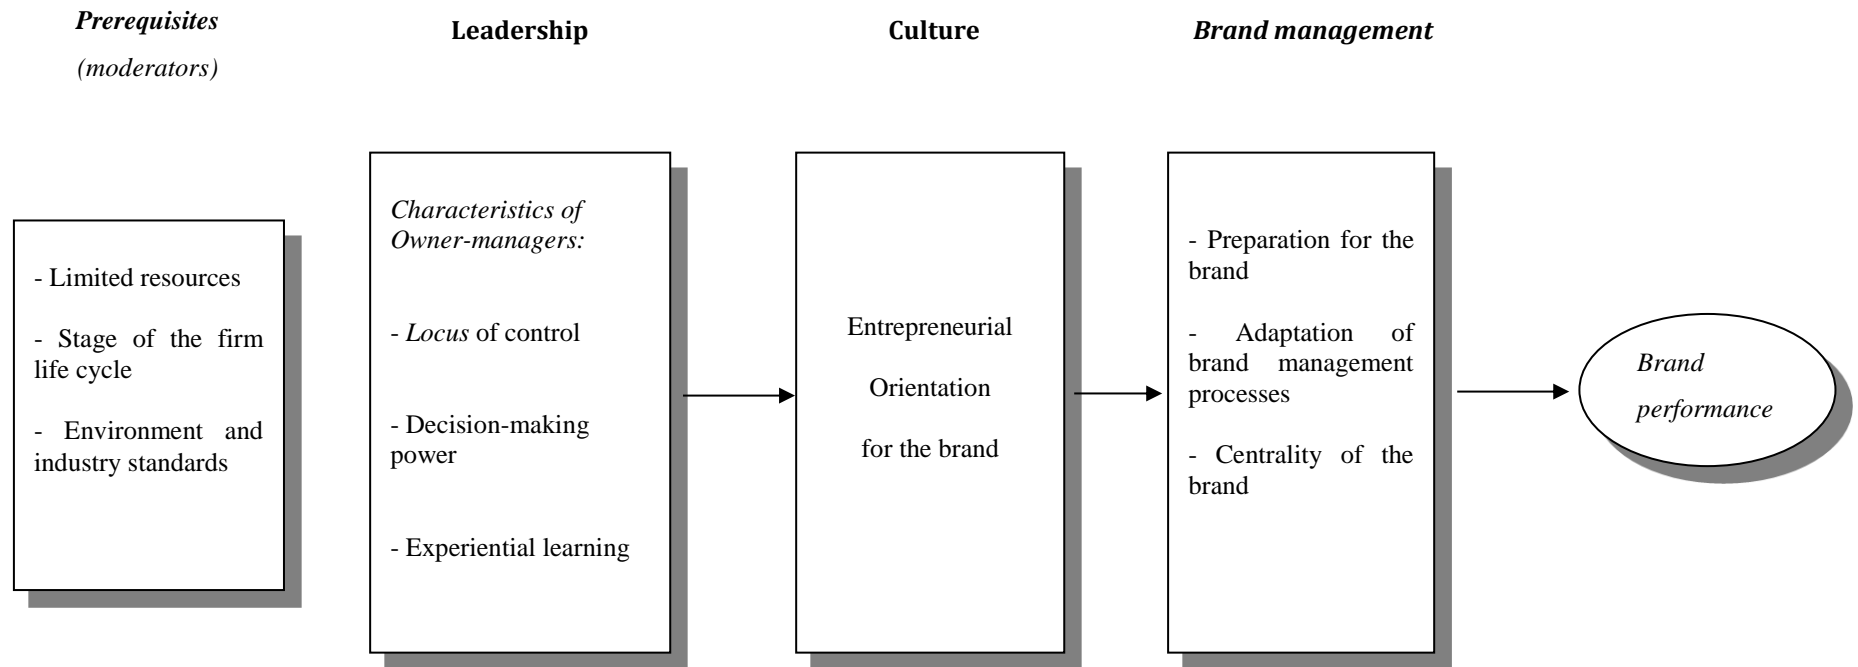 Prerequisites
(moderators)
Leadership
Culture
Brand management
- Limited resources
- Stage of the firm
life cycle
- Environment and
industry standards
Characteristics of
Owner-managers:
- Locus of control
- Decision-making
power
- Experiential learning
Entrepreneurial
Orientation
for the brand
- Preparation for the
brand
- Adaptation of
brand management
processes
- Centrality of the
brand
Brand
performance